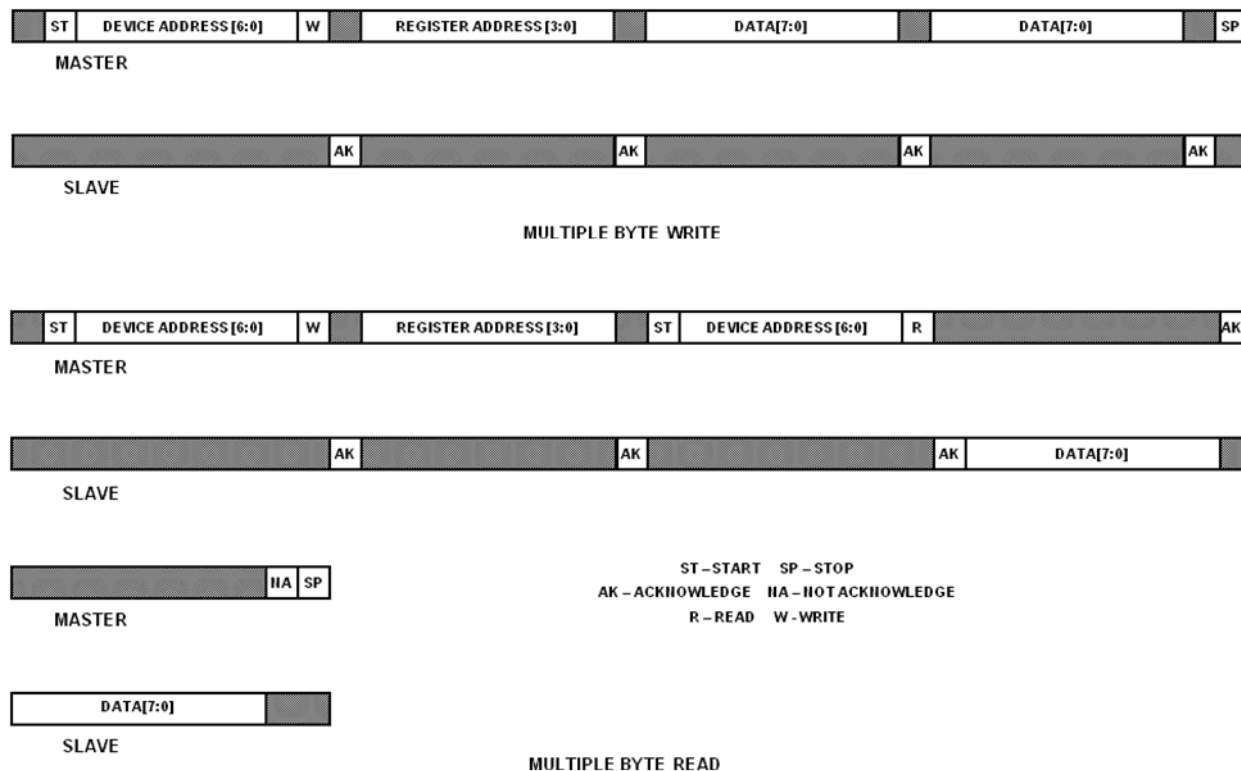 ST DEVICE ADDRESS [6:0] W REGISTER ADDRESS [3:0] DATA[7:0] DATA[7:0] SP
MASTER
AK AK AK AK
SLAVE
MULTIPLE BYTE WRITE
ST DEVICE ADDRESS [6:0] W REGISTER ADDRESS [3:0] ST DEVICE ADDRESS [6:0] R AK
MASTER
AK AK AK DATA[7:0]
SLAVE
NA SP
MASTER
ST – START SP – STOP
AK – ACKNOWLEDGE NA – NOT ACKNOWLEDGE
R – READ W - WRITE
DATA[7:0]
SLAVE
MULTIPLE BYTE READ